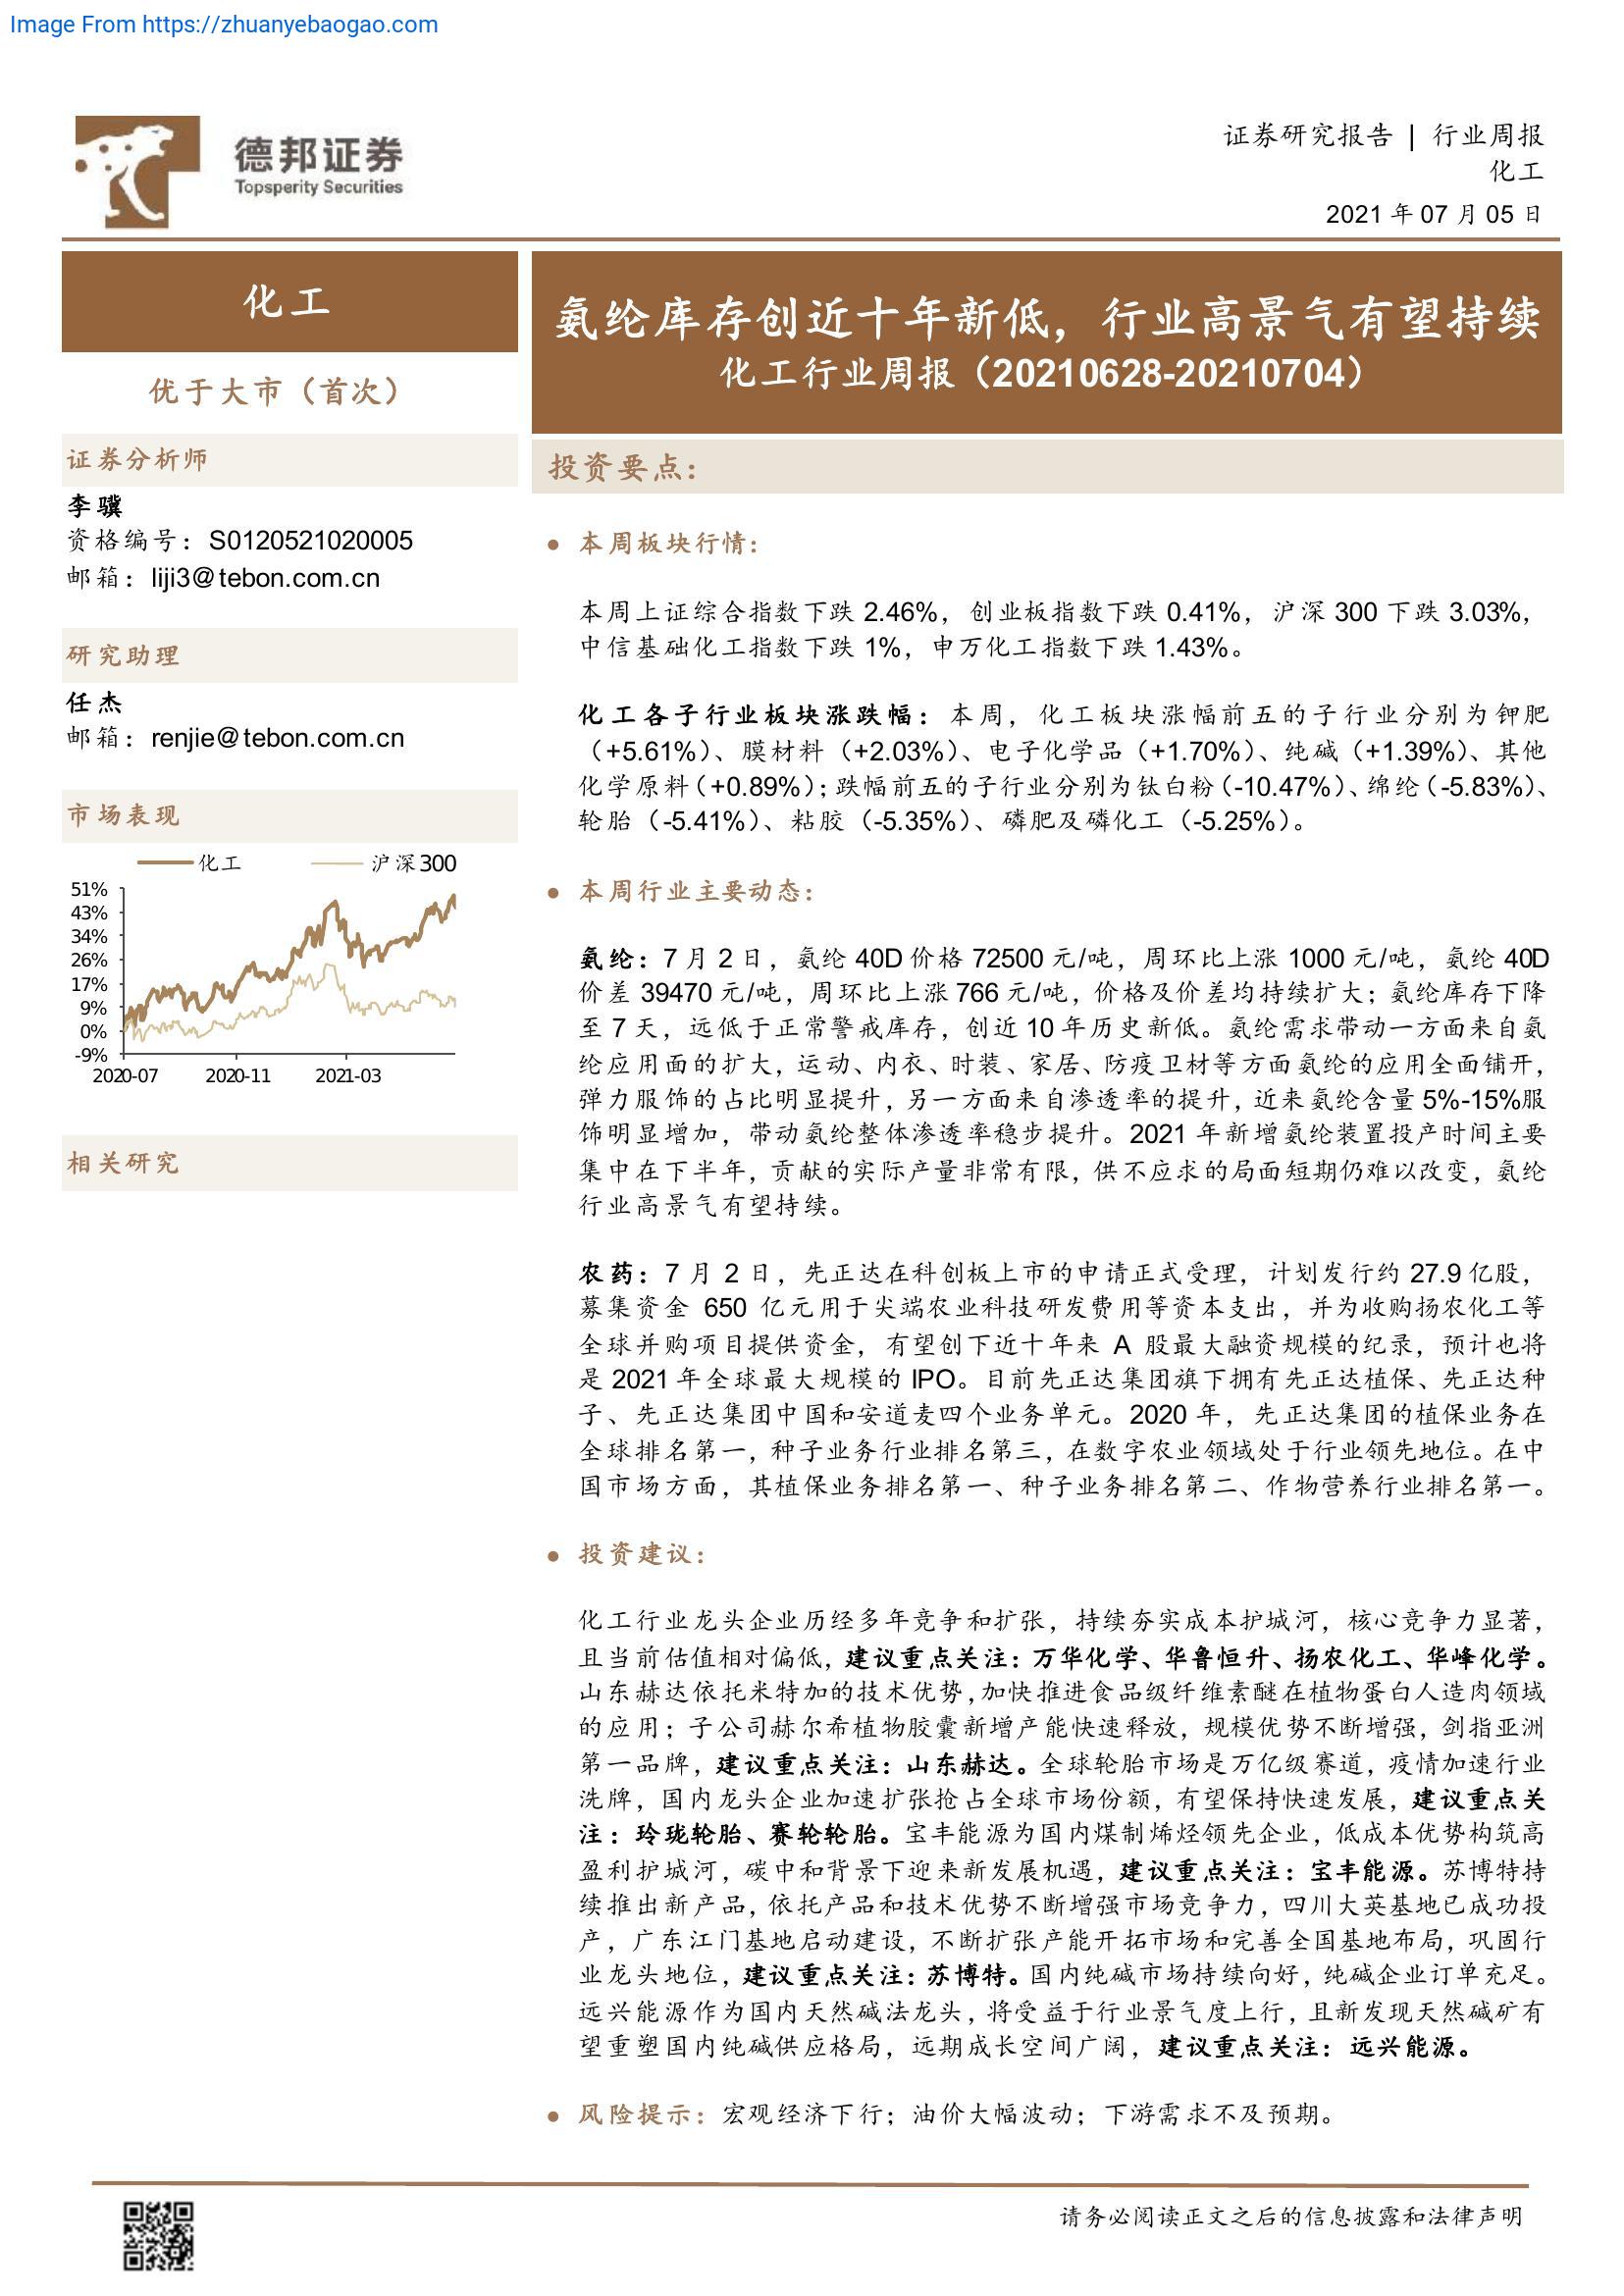 Image From https://zhuanyebaogao.com
德邦证券
Topsperity Securities
证券研究报告 | 行业周报
化工
2021 年 07 月 05 日
化工
优于大市（首次）
证券分析师
李骥
资格编号：S0120521020005
邮箱：liji3@tebon.com.cn
研究助理
任杰
邮箱：renjie@tebon.com.cn
市场表现
化工 沪深300
51%
43%
34%
26%
17%
9%
0%
-9%
2020-07 2020-11 2021-03
相关研究
氨纶库存创近十年新低，行业高景气有望持续
化工行业周报（20210628-20210704）
投资要点：
● 本周板块行情：
本周上证综合指数下跌 2.46%，创业板指数下跌 0.41%，沪深 300 下跌 3.03%，
中信基础化工指数下跌 1%，申万化工指数下跌 1.43%。
化工各子行业板块涨跌幅：本周，化工板块涨幅前五的子行业分别为钾肥
（+5.61%）、膜材料（+2.03%）、电子化学品（+1.70%）、纯碱（+1.39%）、其他
化学原料（+0.89%）；跌幅前五的子行业分别为钛白粉（-10.47%）、绵纶（-5.83%）、
轮胎（-5.41%）、粘胶（-5.35%）、磷肥及磷化工（-5.25%）。
● 本周行业主要动态：
氨纶：7 月 2 日，氨纶 40D 价格 72500 元/吨，周环比上涨 1000 元/吨，氨纶 40D
价差 39470 元/吨，周环比上涨 766 元/吨，价格及价差均持续扩大；氨纶库存下降
至 7 天，远低于正常警戒库存，创近 10 年历史新低。氨纶需求带动一方面来自氨
纶应用面的扩大，运动、内衣、时装、家居、防疫卫材等方面氨纶的应用全面铺开，
弹力服饰的占比明显提升，另一方面来自渗透率的提升，近来氨纶含量 5%-15%服
饰明显增加，带动氨纶整体渗透率稳步提升。2021 年新增氨纶装置投产时间主要
集中在下半年，贡献的实际产量非常有限，供不应求的局面短期仍难以改变，氨纶
行业高景气有望持续。
农药：7 月 2 日，先正达在科创板上市的申请正式受理，计划发行约 27.9 亿股，
募集资金 650 亿元用于尖端农业科技研发费用等资本支出，并为收购扬农化工等
全球并购项目提供资金，有望创下近十年来 A 股最大融资规模的纪录，预计也将
是 2021 年全球最大规模的 IPO。目前先正达集团旗下拥有先正达植保、先正达种
子、先正达集团中国和安道麦四个业务单元。2020 年，先正达集团的植保业务在
全球排名第一，种子业务行业排名第三，在数字农业领域处于行业领先地位。在中
国市场方面，其植保业务排名第一、种子业务排名第二、作物营养行业排名第一。
● 投资建议：
化工行业龙头企业历经多年竞争和扩张，持续夯实成本护城河，核心竞争力显著，
且当前估值相对偏低，建议重点关注：万华化学、华鲁恒升、扬农化工、华峰化学。
山东赫达依托米特加的技术优势，加快推进食品级纤维素醚在植物蛋白人造肉领域
的应用；子公司赫尔希植物胶囊新增产能快速释放，规模优势不断增强，剑指亚洲
第一品牌，建议重点关注：山东赫达。全球轮胎市场是万亿级赛道，疫情加速行业
洗牌，国内龙头企业加速扩张抢占全球市场份额，有望保持快速发展，建议重点关
注：玲珑轮胎、赛轮轮胎。宝丰能源为国内煤制烯烃领先企业，低成本优势构筑高
盈利护城河，碳中和背景下迎来新发展机遇，建议重点关注：宝丰能源。苏博特持
续推出新产品，依托产品和技术优势不断增强市场竞争力，四川大英基地已成功投
产，广东江门基地启动建设，不断扩张产能开拓市场和完善全国基地布局，巩固行
业龙头地位，建议重点关注：苏博特。国内纯碱市场持续向好，纯碱企业订单充足。
远兴能源作为国内天然碱法龙头，将受益于行业景气度上行，且新发现天然碱矿有
望重塑国内纯碱供应格局，远期成长空间广阔，建议重点关注：远兴能源。
● 风险提示：宏观经济下行；油价大幅波动；下游需求不及预期。
请务必阅读正文之后的信息披露和法律声明